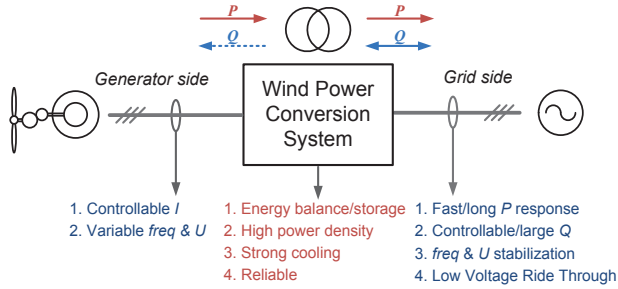 P P
Q Q
Generator side
Grid side
Wind Power
Conversion
System
1. Controllable I
2. Variable freq & U
1. Energy balance/storage
2. High power density
3. Strong cooling
4. Reliable
1. Fast/long P response
2. Controllable/large Q
3. freq & U stabilization
4. Low Voltage Ride Through